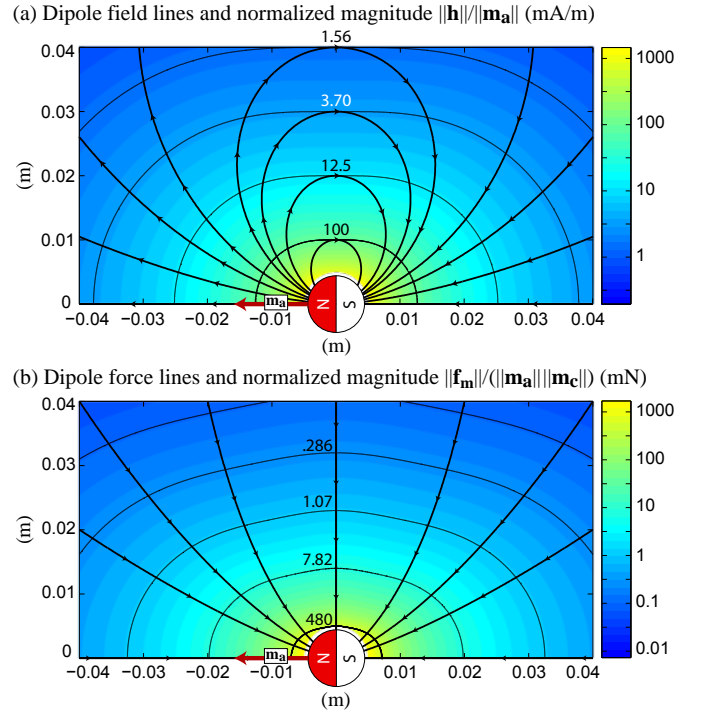 (a) Dipole field lines and normalized magnitude ||h||/||mₐ|| (mA/m)
0.04
0.03
0.02
0.01
0
(m)
1.56
3.70
12.5
100
N
S
mₐ
−0.04 −0.03 −0.02 −0.01 0 0.01 0.02 0.03 0.04
(m)
1000
100
10
1
(b) Dipole force lines and normalized magnitude ||fₘ||/(||mₐ||||m_c||) (mN)
0.04
0.03
0.02
0.01
0
(m)
.286
1.07
7.82
480
N
S
mₐ
−0.04 −0.03 −0.02 −0.01 0 0.01 0.02 0.03 0.04
(m)
1000
100
10
1
0.1
0.01